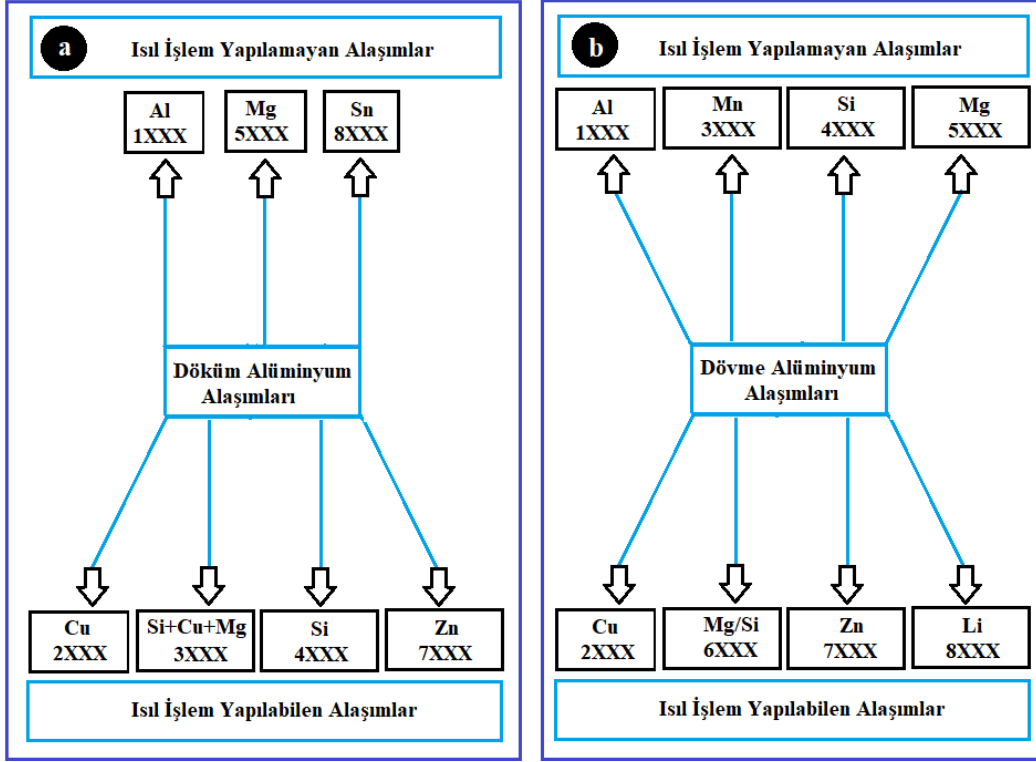 a
Isıl İşlem Yapılamayan Alaşımlar
Al
1XXX
Mg
5XXX
Sn
8XXX
Döküm Alüminyum
Alaşımları
Cu
2XXX
Si+Cu+Mg
3XXX
Si
4XXX
Zn
7XXX
Isıl İşlem Yapılabilen Alaşımlar
b
Isıl İşlem Yapılamayan Alaşımlar
Al
1XXX
Mn
3XXX
Si
4XXX
Mg
5XXX
Dövme Alüminyum
Alaşımları
Cu
2XXX
Mg/Si
6XXX
Zn
7XXX
Li
8XXX
Isıl İşlem Yapılabilen Alaşımlar